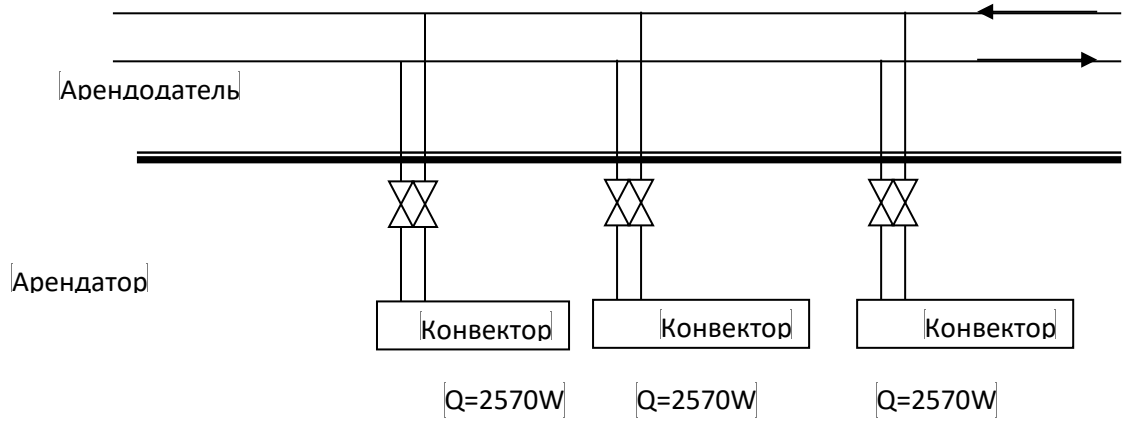 Арендодатель
Арендатор
Конвектор Конвектор Конвектор
Q=2570W Q=2570W Q=2570W